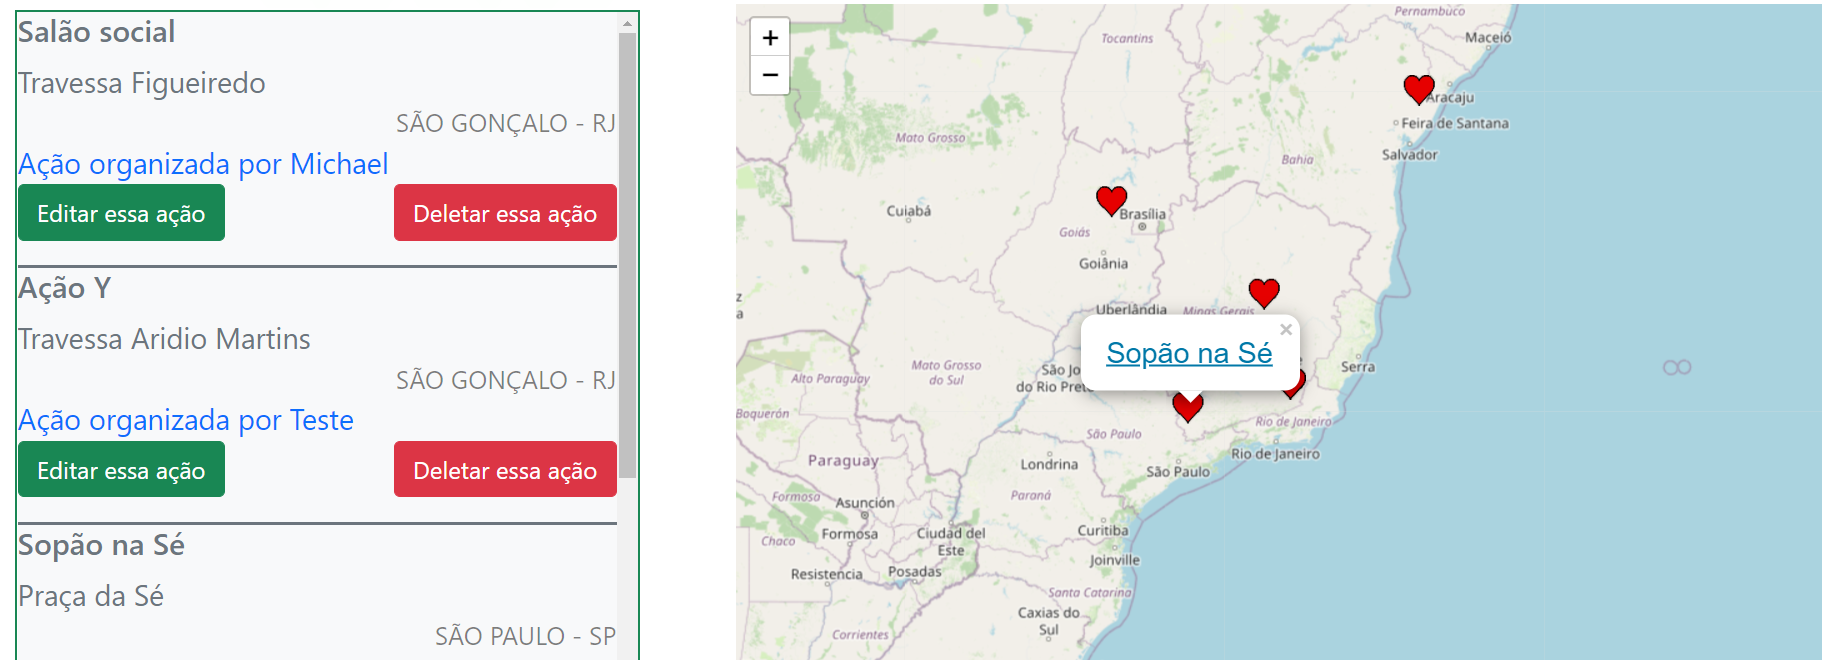 Salão social
Travessa Figueiredo
SÃO GONÇALO - RJ
Ação organizada por Michael
Editar essa ação
Deletar essa ação
Ação Y
Travessa Aridio Martins
SÃO GONÇALO - RJ
Ação organizada por Teste
Editar essa ação
Deletar essa ação
Sopão na Sé
Praça da Sé
SÃO PAULO - SP
+
−
Pernambuco
Maceió
Tocantins
Aracaju
Feira de Santana
Mato Grosso
Salvador
Bahia
Cuiabá
Brasília
Goiás
Goiânia
Uberlândia
Minas Gerais
×
Sopão na Sé
Mato Grosso
do Sul
São Jo
do Rio Pret
Serra
Alto Paraguay
Boquerón
São Paulo
Rio de Janeiro
Rio de Janeiro
Paraguay
Londrina
São Paulo
Formosa
Asunción
Paraná
Chaco
Formosa
Ciudad del
Este
Curitiba
Joinville
Resistencia
Posadas
Santa Catarina
Caxias do
Sul
Corrientes